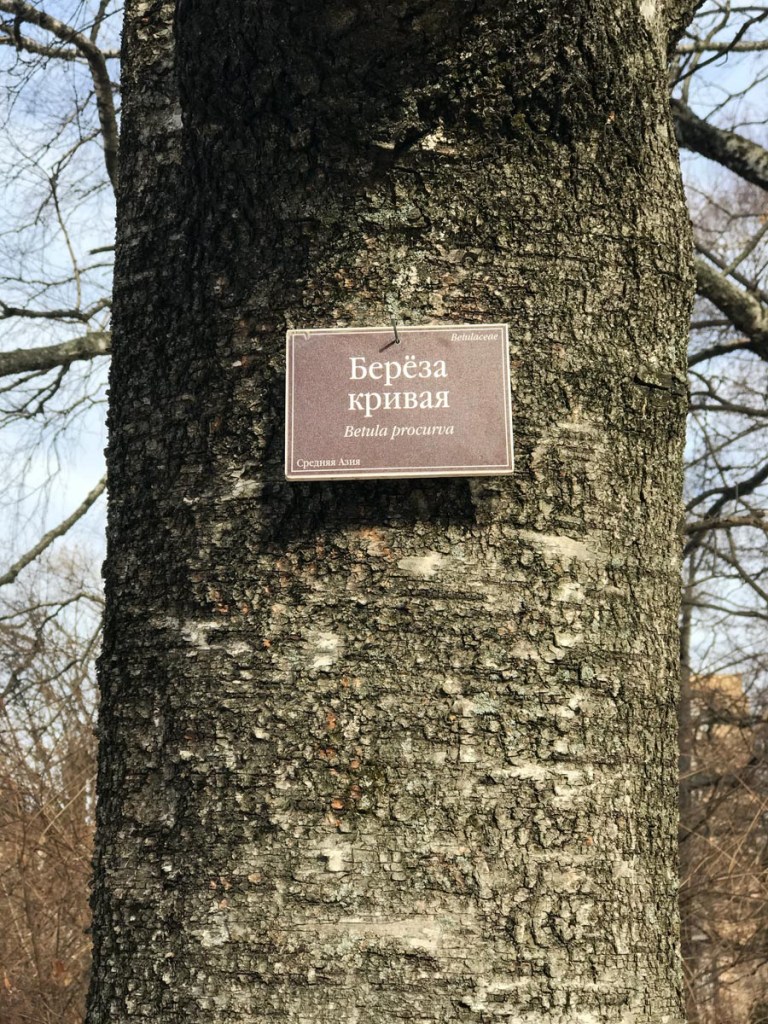 Betulaceae
Берёза
кривая
Betula procurva
Средняя Азия